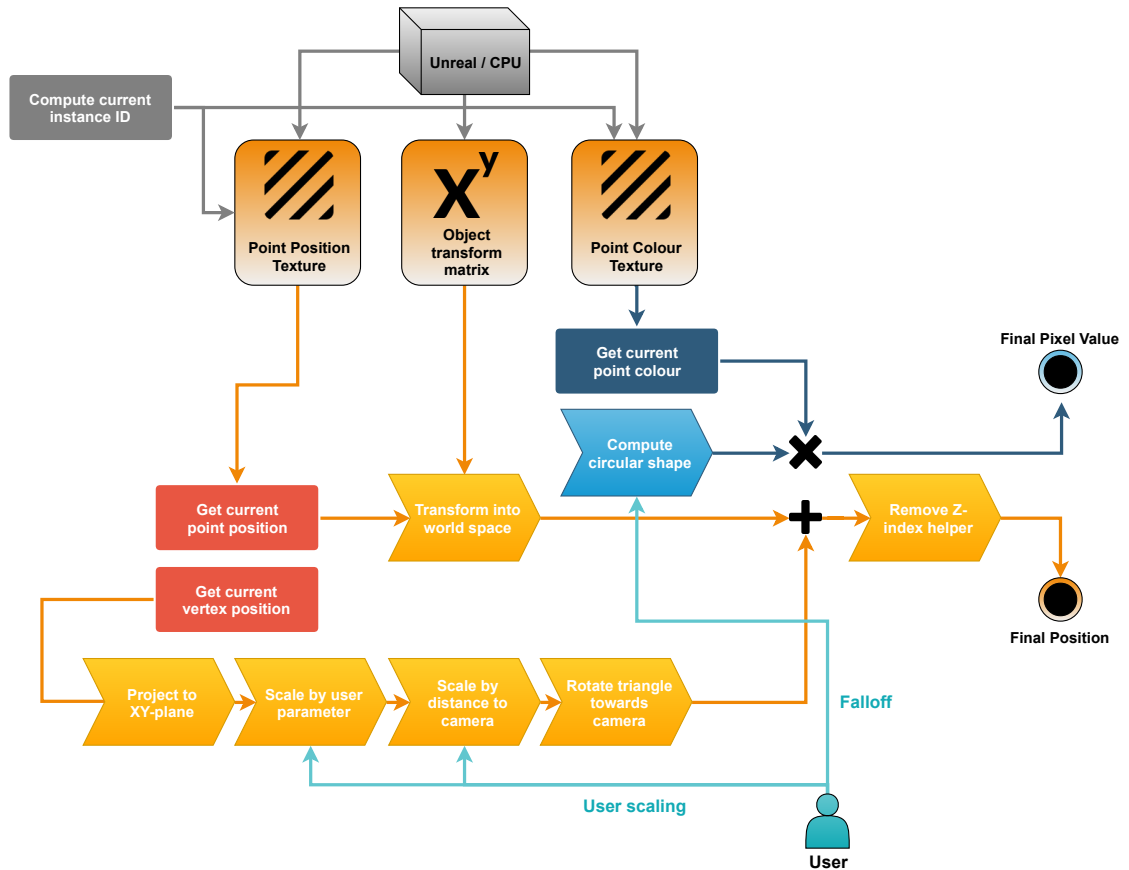 Unreal / CPU
Compute current
instance ID
Point Position
Texture
X^y
Object
transform
matrix
Point Colour
Texture
Get current
point colour
Final Pixel Value
Compute
circular shape
Get current
point position
Transform into
world space
Remove Z-
index helper
Get current
vertex position
Final Position
Project to
XY-plane
Scale by user
parameter
Scale by
distance to
camera
Rotate triangle
towards
camera
Falloff
User scaling
User